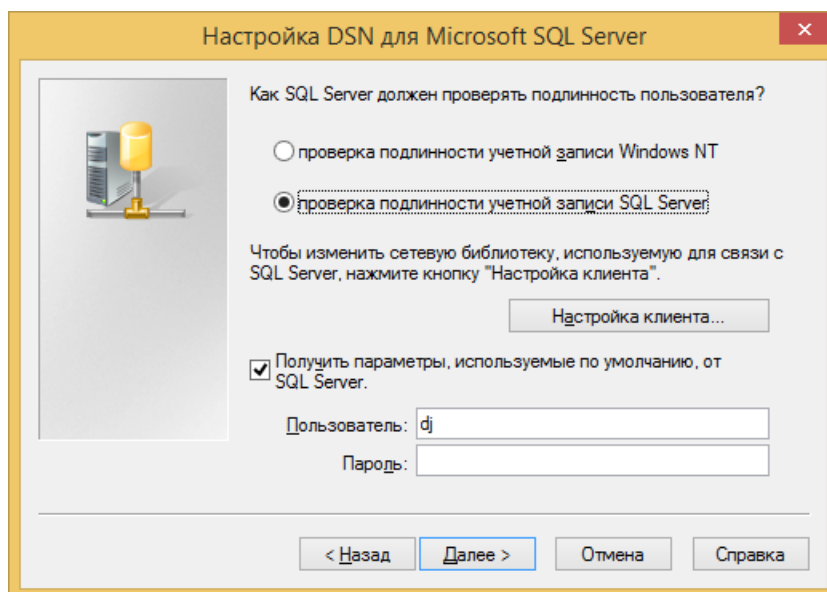 Настройка DSN для Microsoft SQL Server
Как SQL Server должен проверять подлинность пользователя?
проверка подлинности учетной записи Windows NT
проверка подлинности учетной записи SQL Server
Чтобы изменить сетевую библиотеку, используемую для связи с
SQL Server, нажмите кнопку "Настройка клиента".
Настройка клиента...
Получить параметры, используемые по умолчанию, от
SQL Server.
Пользователь: dj
Пароль:
< Назад Далее > Отмена Справка